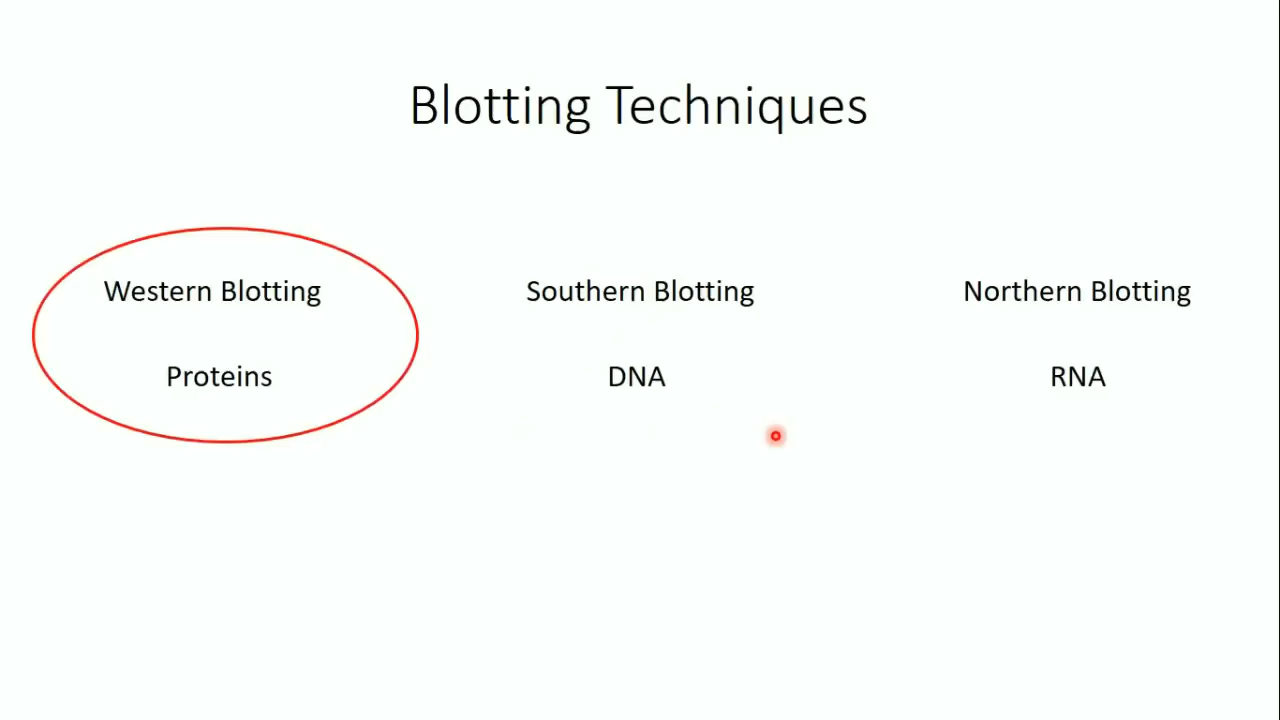 Blotting Techniques
Western Blotting
Southern Blotting
Northern Blotting
Proteins
DNA
RNA